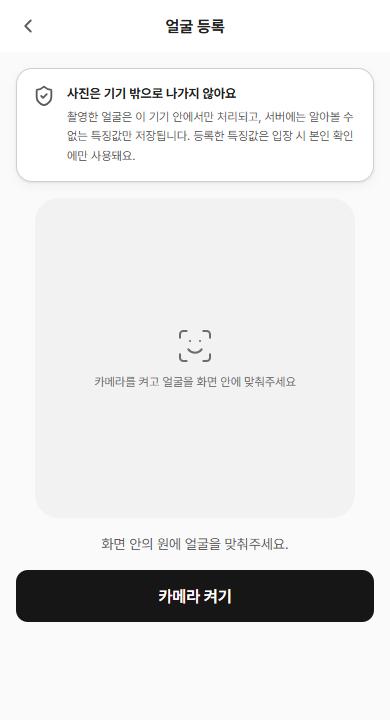 얼굴 등록
사진은 기기 밖으로 나가지 않아요
촬영한 얼굴은 이 기기 안에서만 처리되고, 서버에는 알아볼 수
없는 특징값만 저장됩니다. 등록한 특징값은 입장 시 본인 확인
에만 사용돼요.
카메라를 켜고 얼굴을 화면 안에 맞춰주세요
화면 안의 원에 얼굴을 맞춰주세요.
카메라 켜기